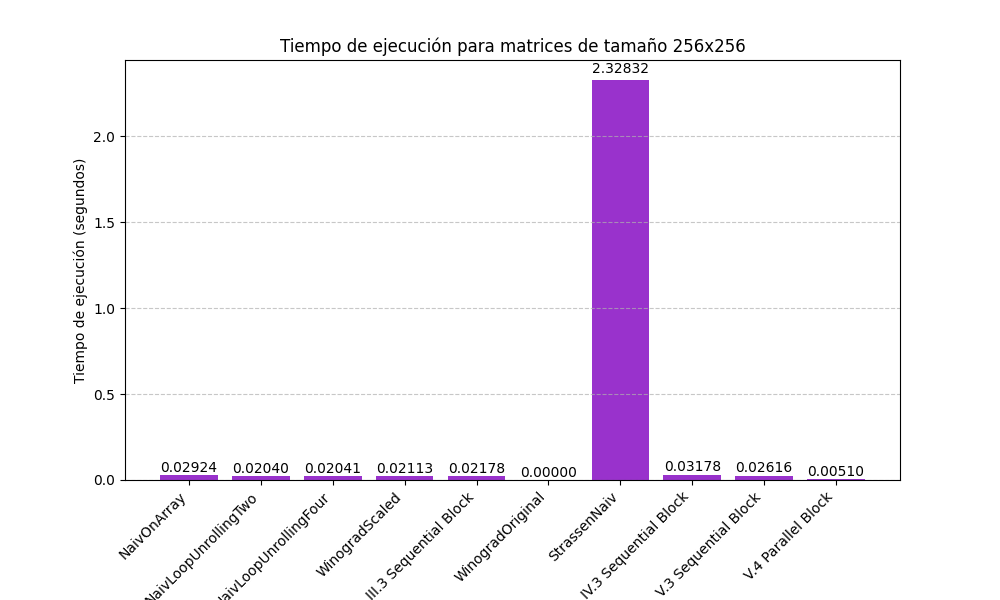 Tiempo de ejecución para matrices de tamaño 256x256
2.32832
Tiempo de ejecución (segundos)
2.0
1.5
1.0
0.5
0.0
0.02924
0.02040
0.02041
0.02113
0.02178
0.00000
0.03178
0.02616
0.00510
NaivOnArray
NaivLoopUnrollingTwo
NaivLoopUnrollingFour
WinogradScaled
III.3 Sequential Block
WinogradOriginal
StrassenNaiv
IV.3 Sequential Block
V.3 Sequential Block
V.4 Parallel Block